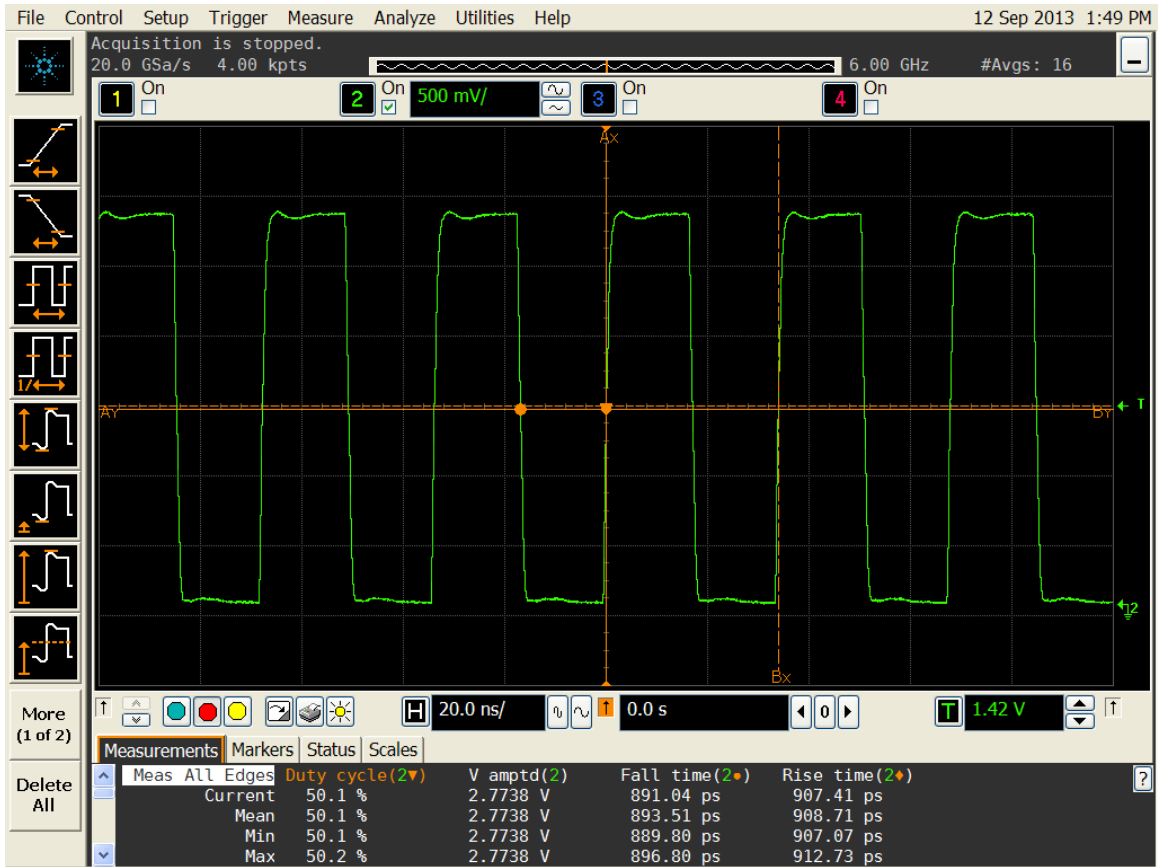 File Control Setup Trigger Measure Analyze Utilities Help 12 Sep 2013 1:49 PM
Acquisition is stopped.
20.0 GSa/s 4.00 kpts 6.00 GHz #Avgs: 16
1 On 2 On 500 mV/ 3 On 4 On
Ax
1/
AY BY
T
2
Bx
More
(1 of 2)
Delete
All
H 20.0 ns/ 0.0 s 0 T 1.42 V
Measurements Markers Status Scales
Meas All Edges Duty cycle(2▼) V amptd(2) Fall time(2●) Rise time(2♦) ?
Current 50.1 % 2.7738 V 891.04 ps 907.41 ps
Mean 50.1 % 2.7738 V 893.51 ps 908.71 ps
Min 50.1 % 2.7738 V 889.80 ps 907.07 ps
Max 50.2 % 2.7738 V 896.80 ps 912.73 ps